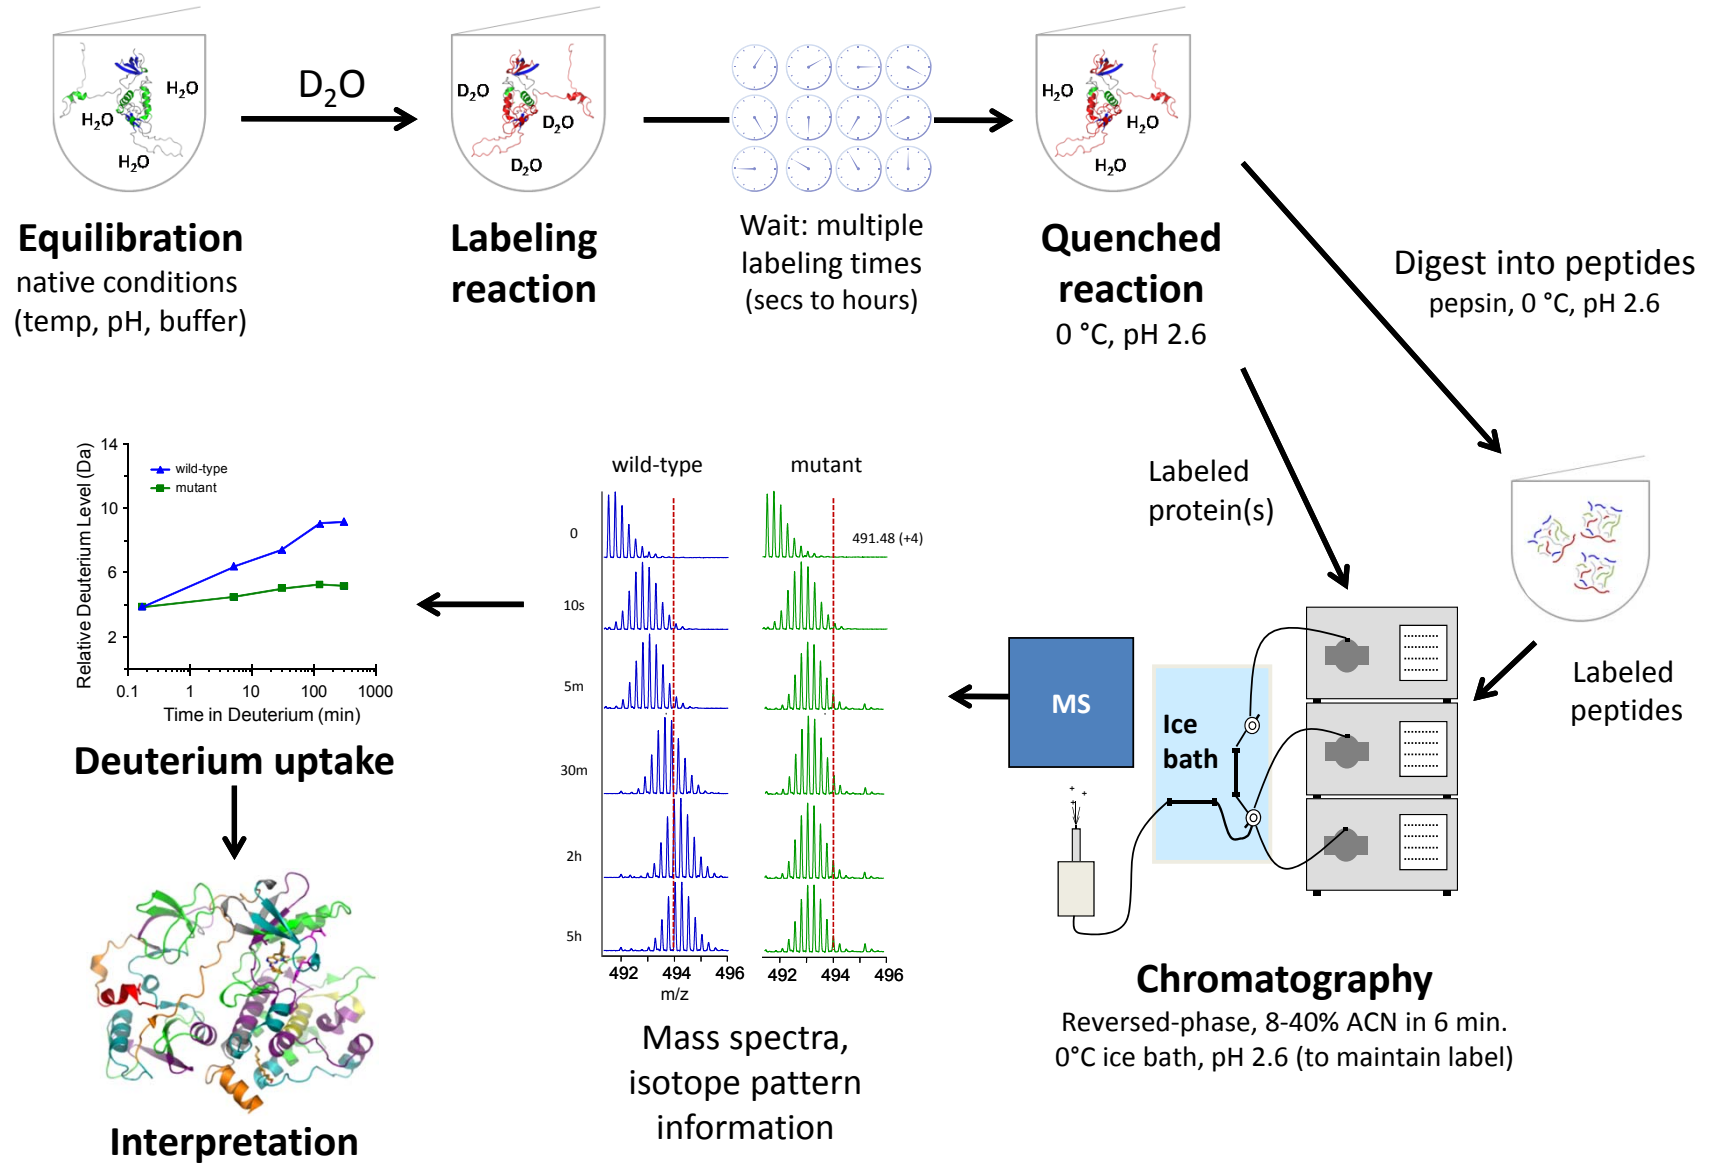 H₂O
H₂O
H₂O
D₂O
D₂O
D₂O
D₂O
H₂O
H₂O
H₂O
Equilibration
native conditions
(temp, pH, buffer)
Labeling
reaction
Wait: multiple
labeling times
(secs to hours)
Quenched
reaction
0 °C, pH 2.6
Digest into peptides
pepsin, 0 °C, pH 2.6
Labeled
protein(s)
Labeled
peptides
Relative Deuterium Level (Da)
14
10
6
2
wild-type
mutant
0.1 1 10 100 1000
Time in Deuterium (min)
Deuterium uptake
Interpretation
wild-type mutant
0
491.48 (+4)
10s
5m
30m
2h
5h
492 494 496
492 494 496
m/z
Mass spectra,
isotope pattern
information
MS
Ice
bath
+ +
+
Chromatography
Reversed-phase, 8-40% ACN in 6 min.
0°C ice bath, pH 2.6 (to maintain label)